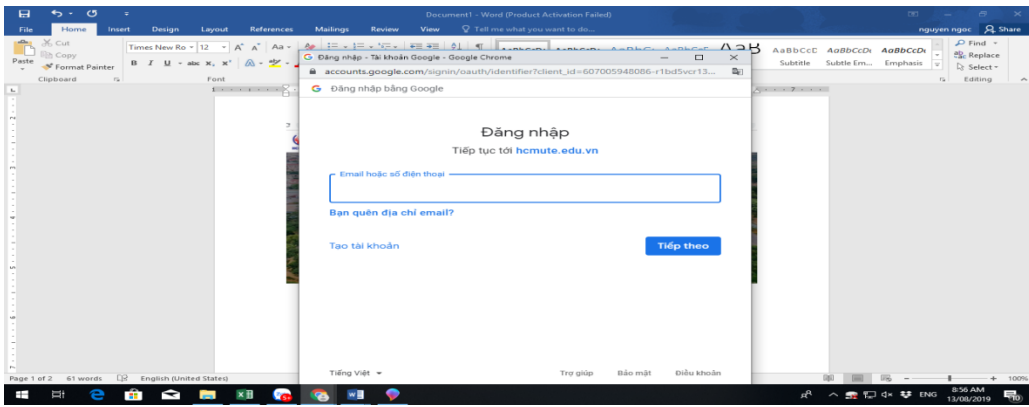 Document1 - Word (Product Activation Failed)
File Home Insert Design Layout References Mailings Review View Tell me what you want to do... nguyen ngoc Share
Cut
Copy
Format Painter
Paste
Times New Ro 12 A A Aa
B I U abc x, x'
AaBbCcD AaBbCcDt AaBbCcDt
Subtitle Subtle Em... Emphasis
Find
Replace
Select
Clipboard Font Editing
Đăng nhập - Tài khoản Google - Google Chrome
accounts.google.com/signin/oauth/identifier?client_id=607005948086-r1bd5vcr13...
Đăng nhập bằng Google
Đăng nhập
Tiếp tục tới hcmute.edu.vn
Email hoặc số điện thoại
Bạn quên địa chỉ email?
Tạo tài khoản Tiếp theo
Tiếng Việt Trợ giúp Bảo mật Điều khoản
Page 1 of 2 61 words English (United States) 100%
ENG 8:56 AM
13/08/2019